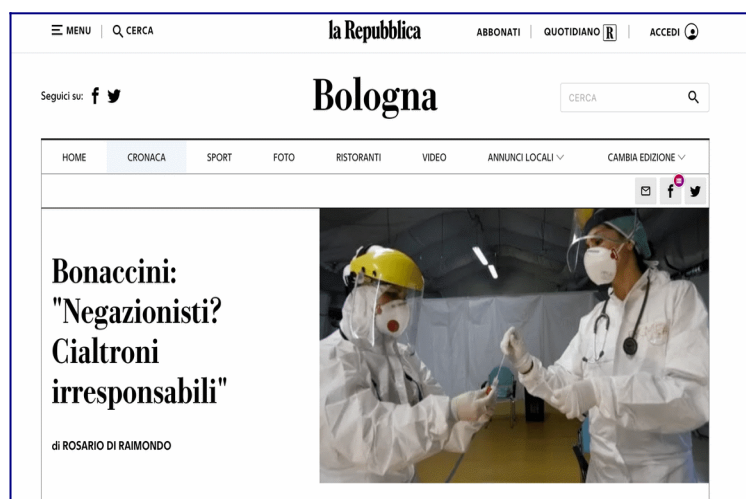 MENU CERCA la Repubblica ABBONATI QUOTIDIANO R ACCEDI
Seguici su: Bologna CERCA
HOME CRONACA SPORT FOTO RISTORANTI VIDEO ANNUNCI LOCALI CAMBIA EDIZIONE
Bonaccini:
"Negazionisti?
Cialtroni
irresponsabili"
di ROSARIO DI RAIMONDO